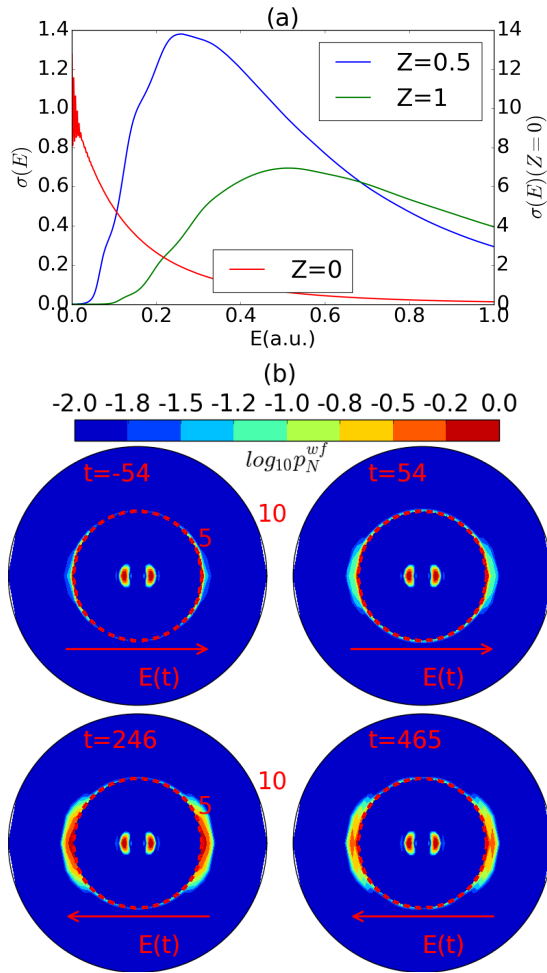 (a)
1.4
1.2
1.0
0.8
0.6
0.4
0.2
0.0
σ(E)
Z=0.5
Z=1
Z=0
14
12
10
8
6
4
2
0
σ(E)(Z=0)
0.0 0.2 0.4 0.6 0.8 1.0
E(a.u.)
(b)
-2.0 -1.8 -1.5 -1.2 -1.0 -0.8 -0.5 -0.2 0.0
log₁₀ p_N^{wf}
t=-54
5
10
E(t)
t=54
E(t)
t=246
5
10
E(t)
t=465
E(t)